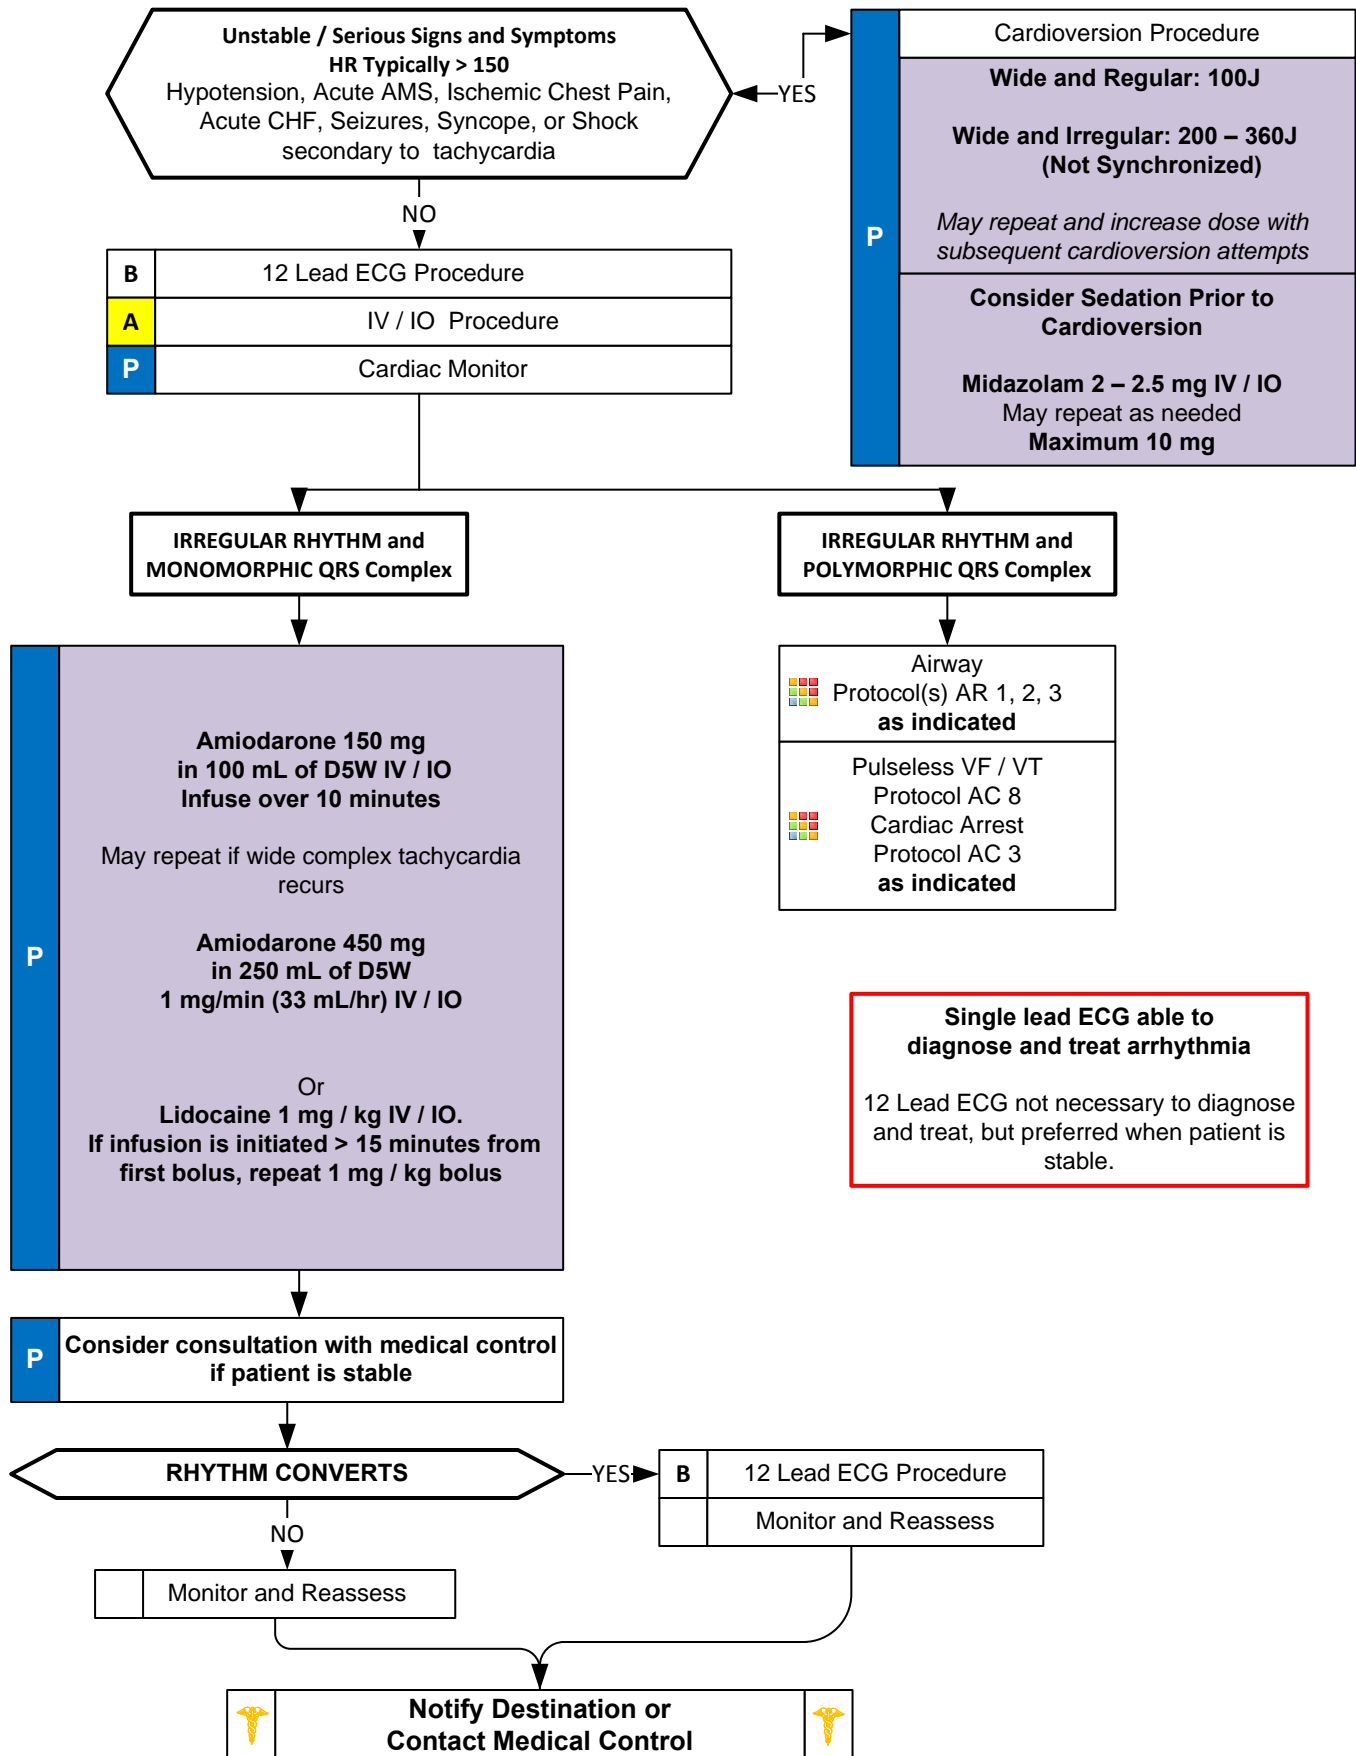 Unstable / Serious Signs and Symptoms
HR Typically > 150
Hypotension, Acute AMS, Ischemic Chest Pain,
Acute CHF, Seizures, Syncope, or Shock
secondary to tachycardia
YES
Cardioversion Procedure
P
Wide and Regular: 100J
Wide and Irregular: 200 – 360J
(Not Synchronized)
May repeat and increase dose with
subsequent cardioversion attempts
Consider Sedation Prior to
Cardioversion
Midazolam 2 – 2.5 mg IV / IO
May repeat as needed
Maximum 10 mg
NO
B 12 Lead ECG Procedure
A IV / IO Procedure
P Cardiac Monitor
IRREGULAR RHYTHM and
MONOMORPHIC QRS Complex
IRREGULAR RHYTHM and
POLYMORPHIC QRS Complex
P
Amiodarone 150 mg
in 100 mL of D5W IV / IO
Infuse over 10 minutes
May repeat if wide complex tachycardia
recurs
Amiodarone 450 mg
in 250 mL of D5W
1 mg/min (33 mL/hr) IV / IO
Or
Lidocaine 1 mg / kg IV / IO.
If infusion is initiated > 15 minutes from
first bolus, repeat 1 mg / kg bolus
Airway
Protocol(s) AR 1, 2, 3
as indicated
Pulseless VF / VT
Protocol AC 8
Cardiac Arrest
Protocol AC 3
as indicated
Single lead ECG able to
diagnose and treat arrhythmia
12 Lead ECG not necessary to diagnose
and treat, but preferred when patient is
stable.
P
Consider consultation with medical control
if patient is stable
RHYTHM CONVERTS
YES
B 12 Lead ECG Procedure
Monitor and Reassess
NO
Monitor and Reassess
Notify Destination or
Contact Medical Control